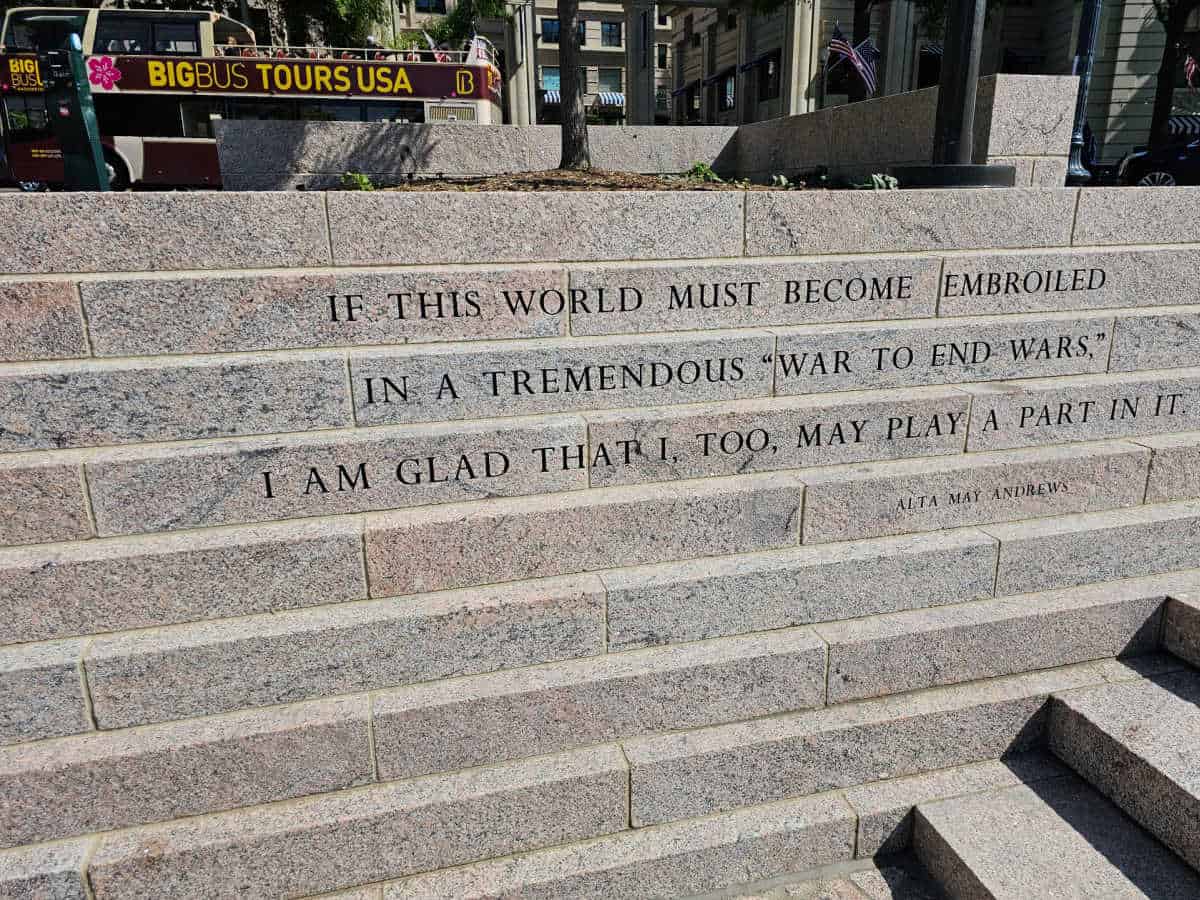 BIGBUS TOURS USA
BIG
IF THIS WORLD MUST BECOME EMBROILED
IN A TREMENDOUS “WAR TO END WARS,”
I AM GLAD THAT I, TOO, MAY PLAY A PART IN IT.
ALTA MAY ANDREWS